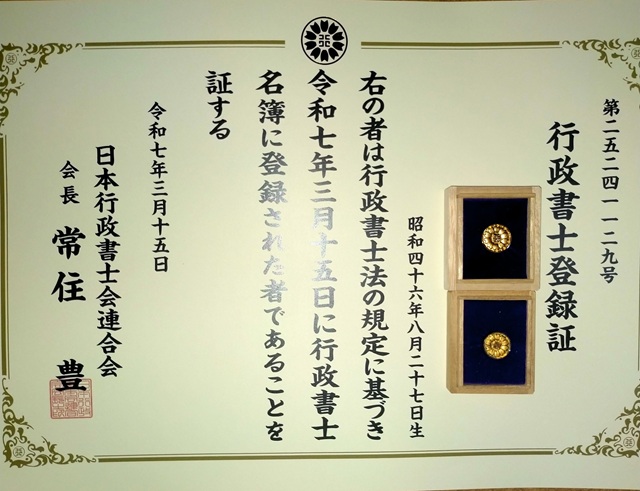 第二五二四一一二九号
行政書士登録証
昭和四十六年八月二十七日生
右の者は行政書士法の規定に基づき
令和七年三月十五日に行政書士
名簿に登録された者であることを
証する
令和七年三月十五日
日本行政書士会連合会
会長 常住 豊